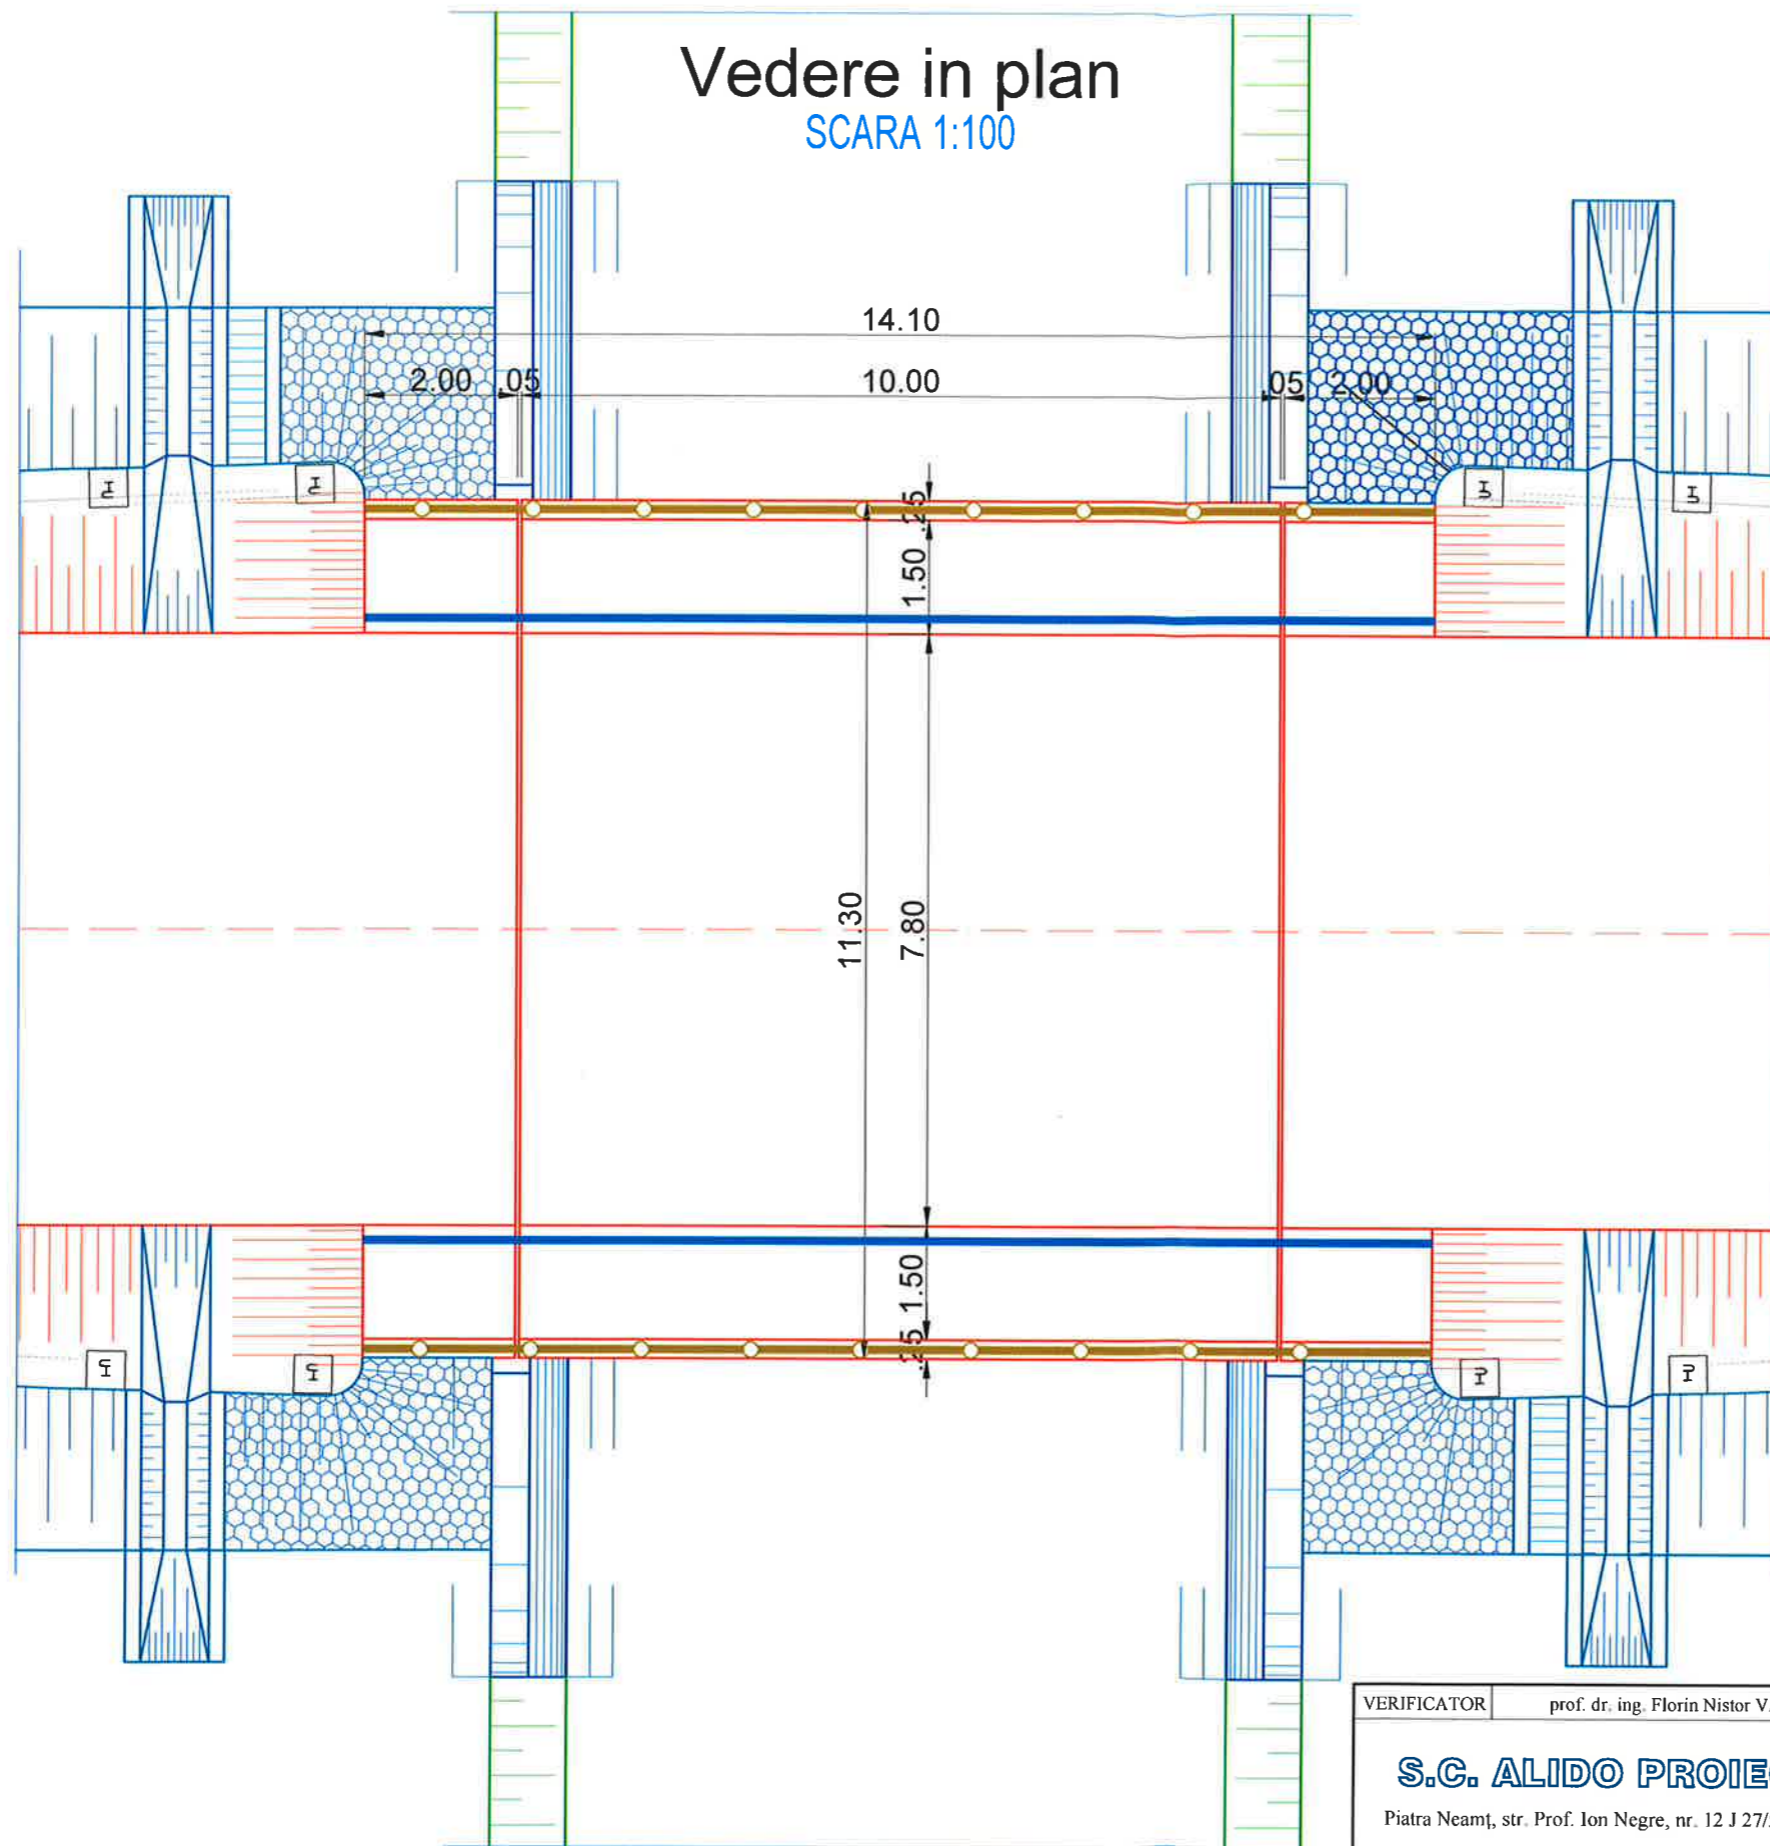 Vedere in plan
SCARA 1:100
14.10
2.00 .05 10.00 .05 2.00
.25
1.50
11.30
7.80
1.50
.25
VERIFICATOR prof. dr. ing. Florin Nistor
S.C. ALIDO
Piatra Neamț, str. Prof. Ion Negre, nr. 12 J 27/